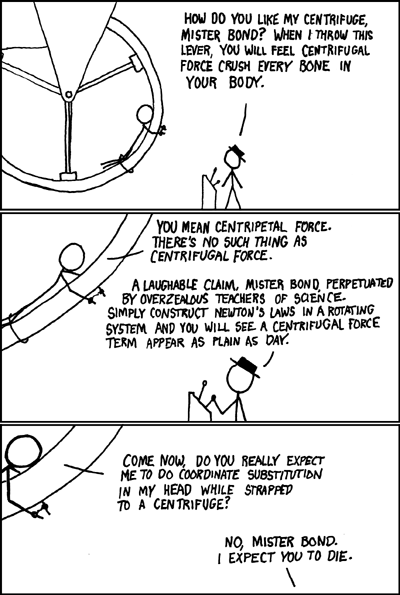 HOW DO YOU LIKE MY CENTRIFUGE,
MISTER BOND? WHEN I THROW THIS
LEVER, YOU WILL FEEL CENTRIFUGAL
FORCE CRUSH EVERY BONE IN
YOUR BODY.
YOU MEAN CENTRIPETAL FORCE.
THERE'S NO SUCH THING AS
CENTRIFUGAL FORCE.
A LAUGHABLE CLAIM, MISTER BOND, PERPETUATED
BY OVERZEALOUS TEACHERS OF SCIENCE.
SIMPLY CONSTRUCT NEWTON'S LAWS IN A ROTATING
SYSTEM AND YOU WILL SEE A CENTRIFUGAL FORCE
TERM APPEAR AS PLAIN AS DAY.
COME NOW, DO YOU REALLY EXPECT
ME TO DO COORDINATE SUBSTITUTION
IN MY HEAD WHILE STRAPPED
TO A CENTRIFUGE?
NO, MISTER BOND.
I EXPECT YOU TO DIE.